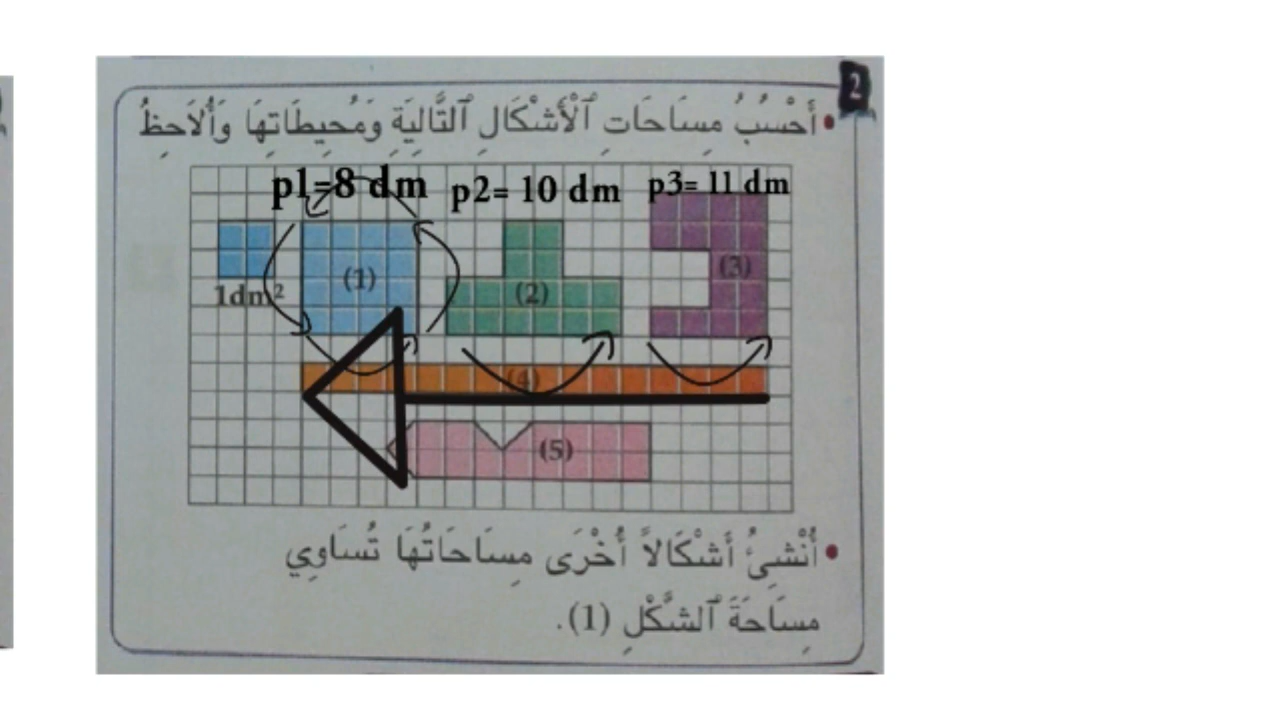 2
• أَحْسُبُ مِسَاحَاتِ ٱلْأَشْكَالِ ٱلتَّالِيَةِ وَمُحِيطَاتِهَا وَأُلَاحِظُ
p1=8 dm p2= 10 dm p3= 11 dm
(1) (2) (3)
1dm²
(4)
(5)
• أُنْشِئُ أَشْكَالاً أُخْرَى مِسَاحَاتُهَا تُسَاوِي
مِسَاحَةَ ٱلشَّكْلِ (1).